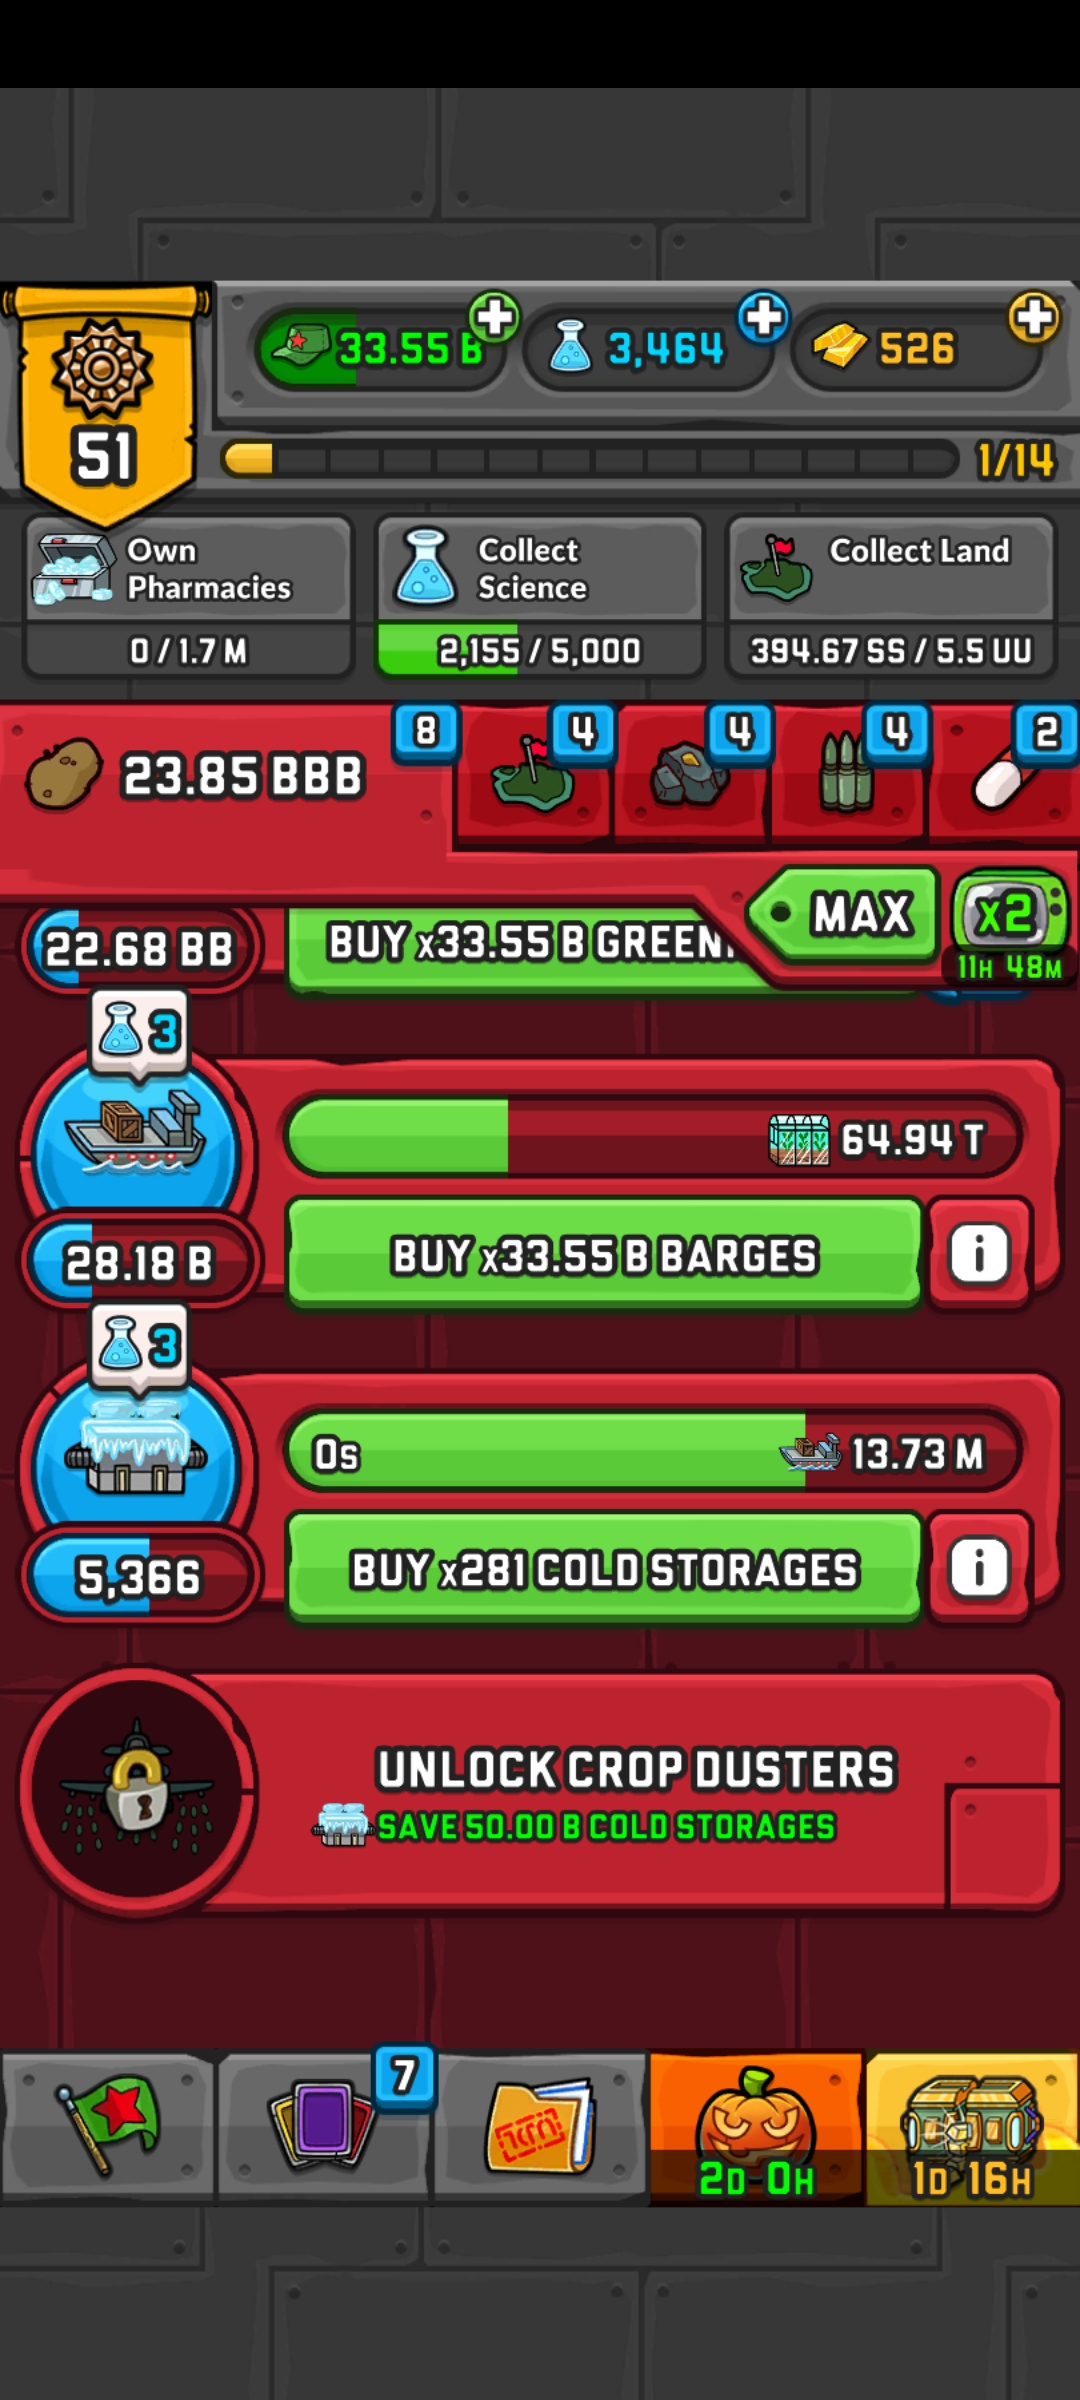 33.55 B
3,464
526
51
1/14
Own
Pharmacies
Collect
Science
Collect Land
0 / 1.7 M
2,155 / 5,000
394.67 SS / 5.5 UU
23.85 BBB
8
4
4
4
2
MAX
x2
11H 48M
22.68 BB
BUY x33.55 B
3
64.94 T
28.18 B
BUY x33.55 B BARGES
3
0s
13.73 M
5,366
BUY x281 COLD STORAGES
UNLOCK CROP DUSTERS
SAVE 50.00 B COLD STORAGES
7
2D 0H
1D 16H